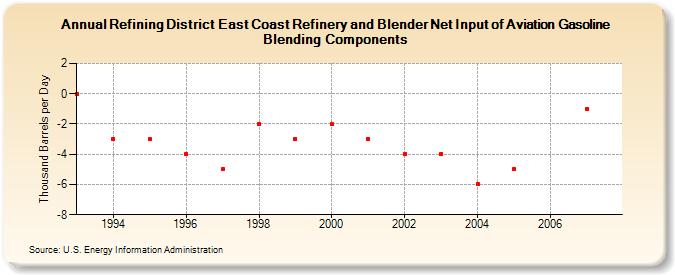 Annual Refining District East Coast Refinery and Blender Net Input of Aviation Gasoline
Blending Components
Thousand Barrels per Day
2
0
-2
-4
-6
-8
1994 1996 1998 2000 2002 2004 2006
Source: U.S. Energy Information Administration